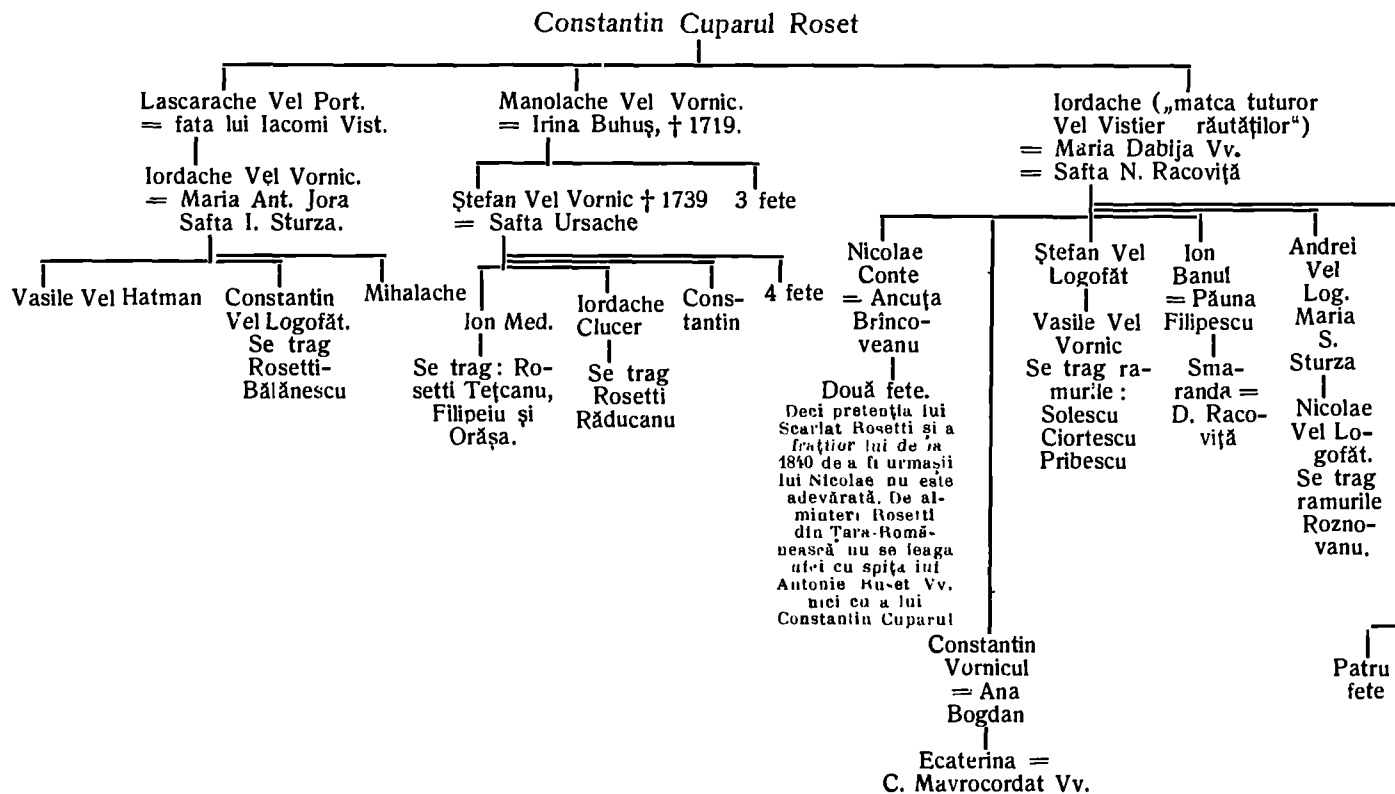 Constantin Cuparul Roset
Lascarache Vel Port.
= fata lui Iacomi Vist.
Iordache Vel Vornic.
= Maria Ant. Jora
Safta I. Sturza.
Vasile Vel Hatman
Constantin
Vel Logofăt.
Se trag
Rosetti-
Bălănescu
Mihalache
Manolache Vel Vornic.
= Irina Buhuş, † 1719.
Ştefan Vel Vornic † 1739
= Safta Ursache
3 fete
Ion Med.
Se trag: Ro-
setti Teţcanu,
Filipeiu şi
Orăşa.
Iordache
Clucer
Se trag
Rosetti
Răducanu
Cons-
tantin
4 fete
Iordache („matca tuturor
Vel Vistier răutăţilor“)
= Maria Dabija Vv.
= Safta N. Racoviţă
Nicolae
Conte
= Ancuţa
Brînco-
veanu
Două fete.
Deci pretenţia lui
Scarlat Rosetti şi a
fraţtior lui de la
1840 de a fi urmaşii
lui Nicolae nu este
adevărată. De al-
minteri Rosetti
din Ţara-Româ-
nească nu se leaga
nici cu spiţa lui
Antonie Ruset Vv.
nici cu a lui
Constantin Cuparul
Constantin
Vornicul
= Ana
Bogdan
Ecaterina =
C. Mavrocordat Vv.
Ştefan Vel
Logofăt
Vasile Vel
Vornic
Se trag ra-
murile:
Solescu
Ciortescu
Pribescu
Ion
Banul
= Păuna
Filipescu
Sma-
randa =
D. Raco-
viţă
Andrei
Vel
Log.
Maria
S.
Sturza
Nicolae
Vel Lo-
gofăt.
Se trag
ramurile
Rozno-
vanu.
Patru
fete